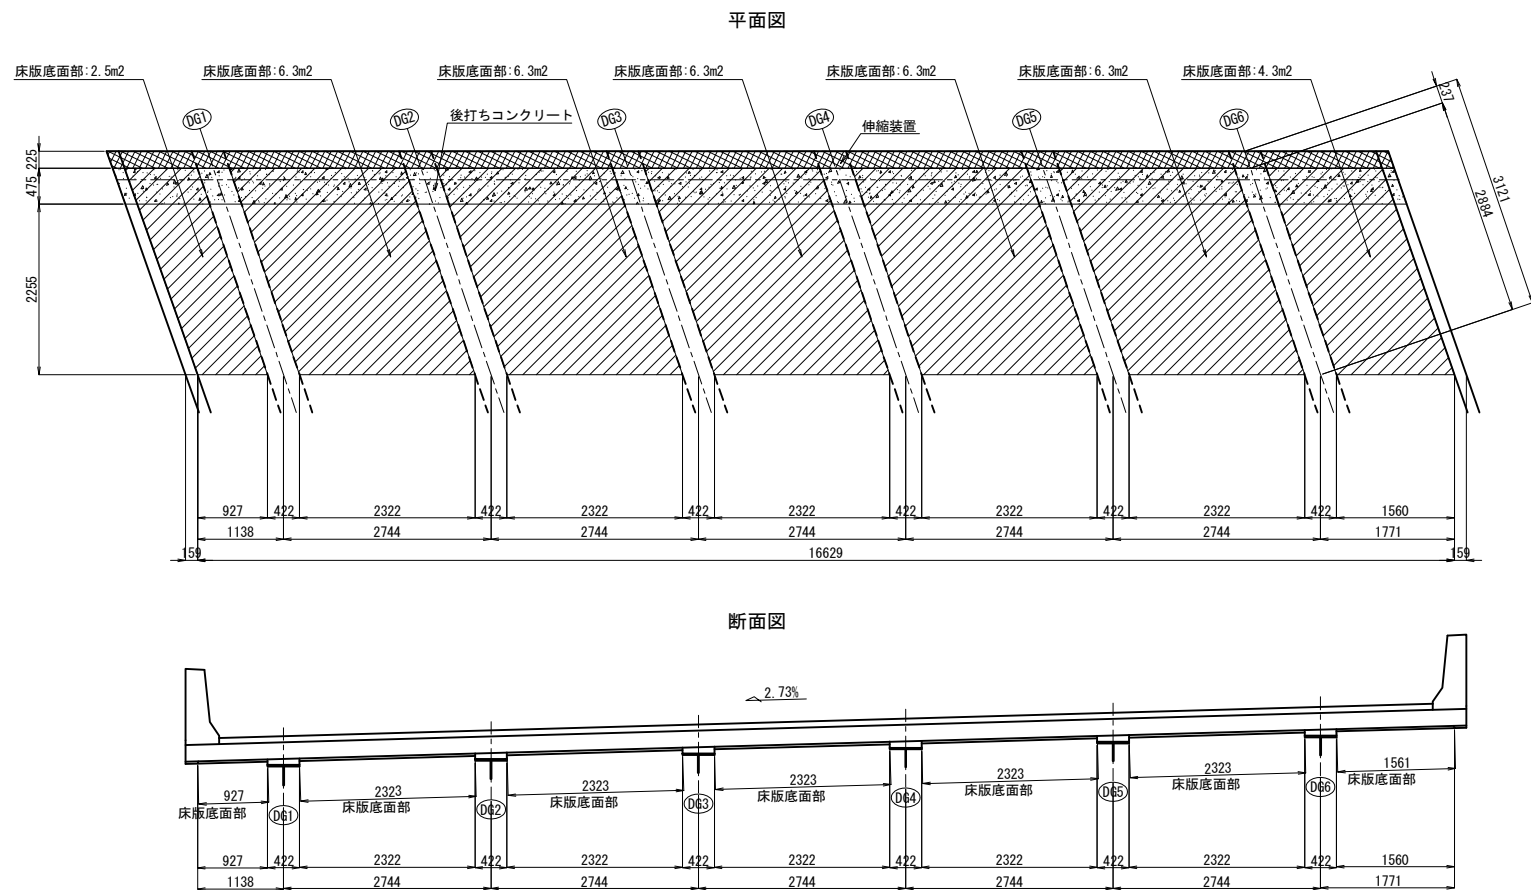 平面図
床版底面部:2.5m2
床版底面部:6.3m2
床版底面部:6.3m2
床版底面部:6.3m2
床版底面部:6.3m2
床版底面部:6.3m2
床版底面部:4.3m2
DG1
DG2
DG3
DG4
DG5
DG6
後打ちコンクリート
伸縮装置
237
3121
2884
225
475
2255
927 422 2322 422 2322 422 2322 422 2322 422 2322 422 1560
1138 2744 2744 2744 2744 2744 1771
159 16629 159
断面図
2.73%
927 2323 2323 2323 2323 2323 1561
床版底面部 床版底面部 床版底面部 床版底面部 床版底面部 床版底面部 床版底面部
DG1 DG2 DG3 DG4 DG5 DG6
927 422 2322 422 2322 422 2322 422 2322 422 2322 422 1560
1138 2744 2744 2744 2744 2744 1771